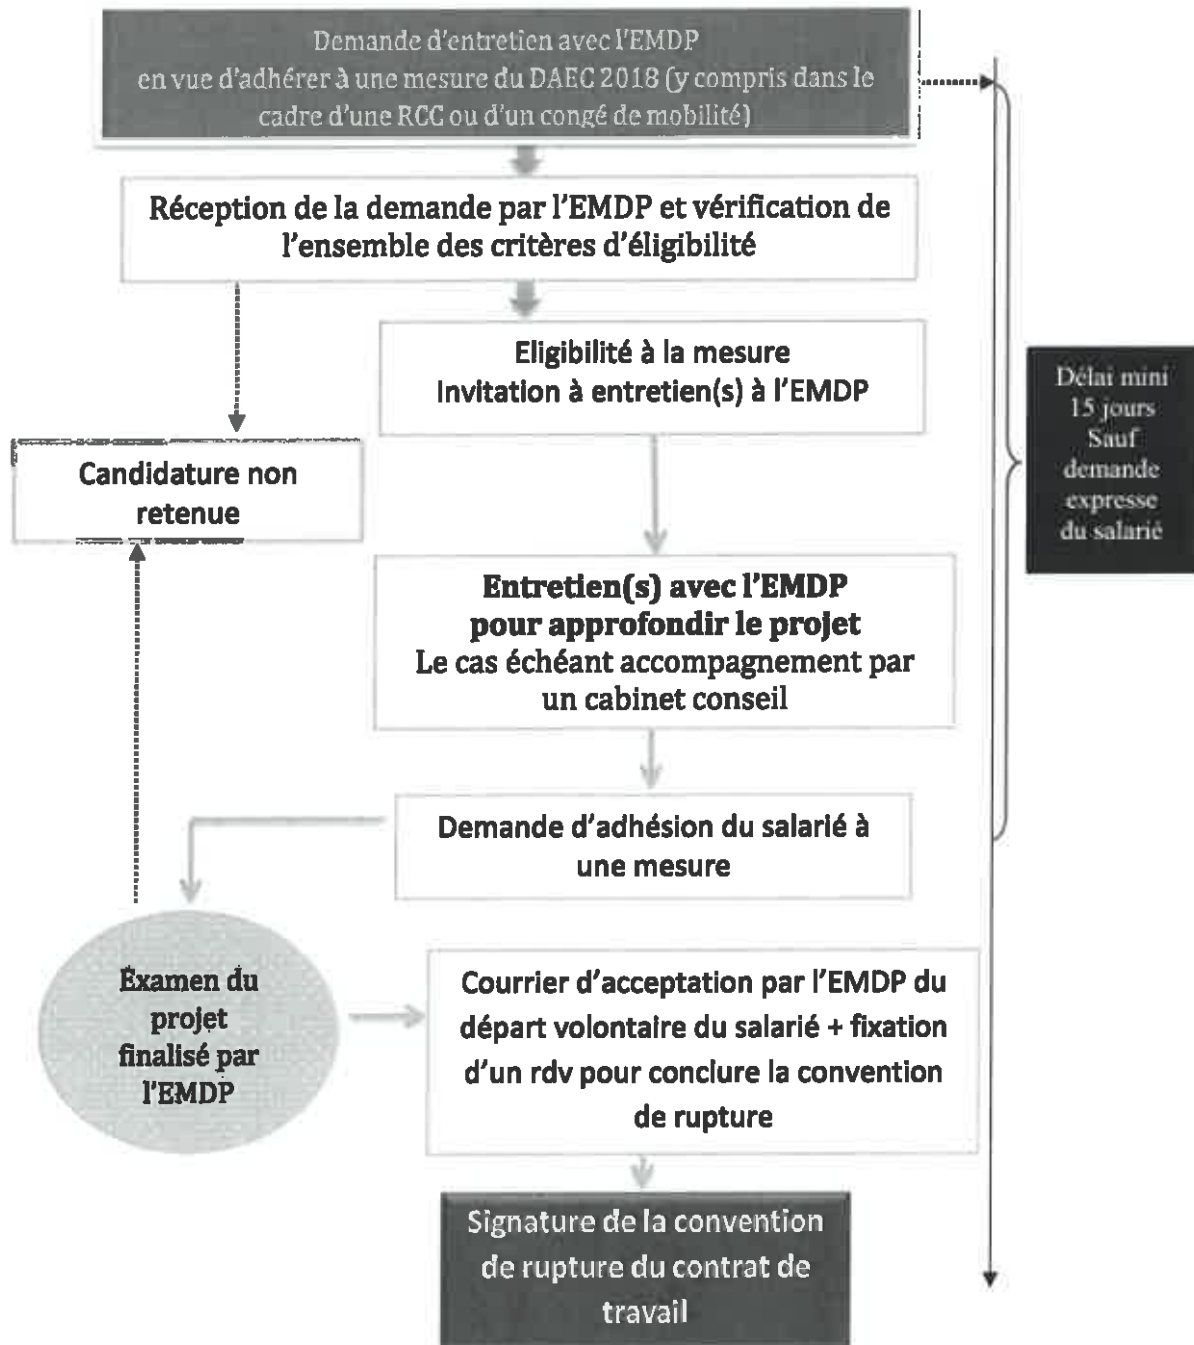 Demande d'entretien avec l'EMDP
en vue d'adhérer à une mesure du DAEC 2018 (y compris dans le
cadre d'une RCC ou d'un congé de mobilité)
Réception de la demande par l'EMDP et vérification de
l'ensemble des critères d'éligibilité
Eligibilité à la mesure
Invitation à entretien(s) à l'EMDP
Délai mini
15 jours
Sauf
demande
expresse
du salarié
Candidature non
retenue
Entretien(s) avec l'EMDP
pour approfondir le projet
Le cas échéant accompagnement par
un cabinet conseil
Demande d'adhésion du salarié à
une mesure
Examen du
projet
finalisé par
l'EMDP
Courrier d'acceptation par l'EMDP du
départ volontaire du salarié + fixation
d'un rdv pour conclure la convention
de rupture
Signature de la convention
de rupture du contrat de
travail